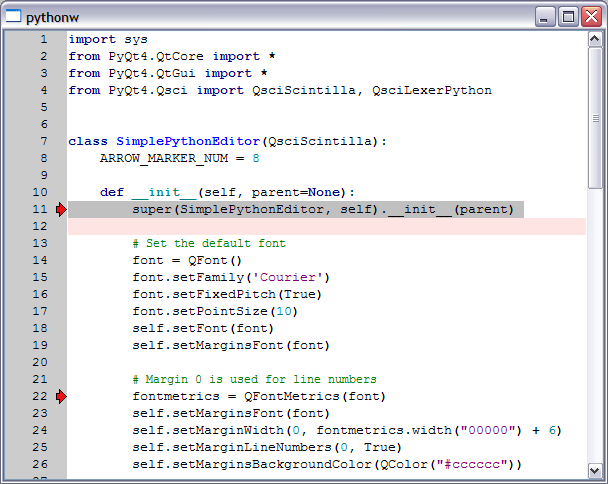 pythonw
1 import sys
2 from PyQt4.QtCore import *
3 from PyQt4.QtGui import *
4 from PyQt4.Qsci import QsciScintilla, QsciLexerPython
5
6
7 class SimplePythonEditor(QsciScintilla):
8     ARROW_MARKER_NUM = 8
9
10     def __init__(self, parent=None):
11         super(SimplePythonEditor, self).__init__(parent)
12
13         # Set the default font
14         font = QFont()
15         font.setFamily('Courier')
16         font.setFixedPitch(True)
17         font.setPointSize(10)
18         self.setFont(font)
19         self.setMarginsFont(font)
20
21         # Margin 0 is used for line numbers
22         fontmetrics = QFontMetrics(font)
23         self.setMarginsFont(font)
24         self.setMarginWidth(0, fontmetrics.width("00000") + 6)
25         self.setMarginLineNumbers(0, True)
26         self.setMarginsBackgroundColor(QColor("#cccccc"))